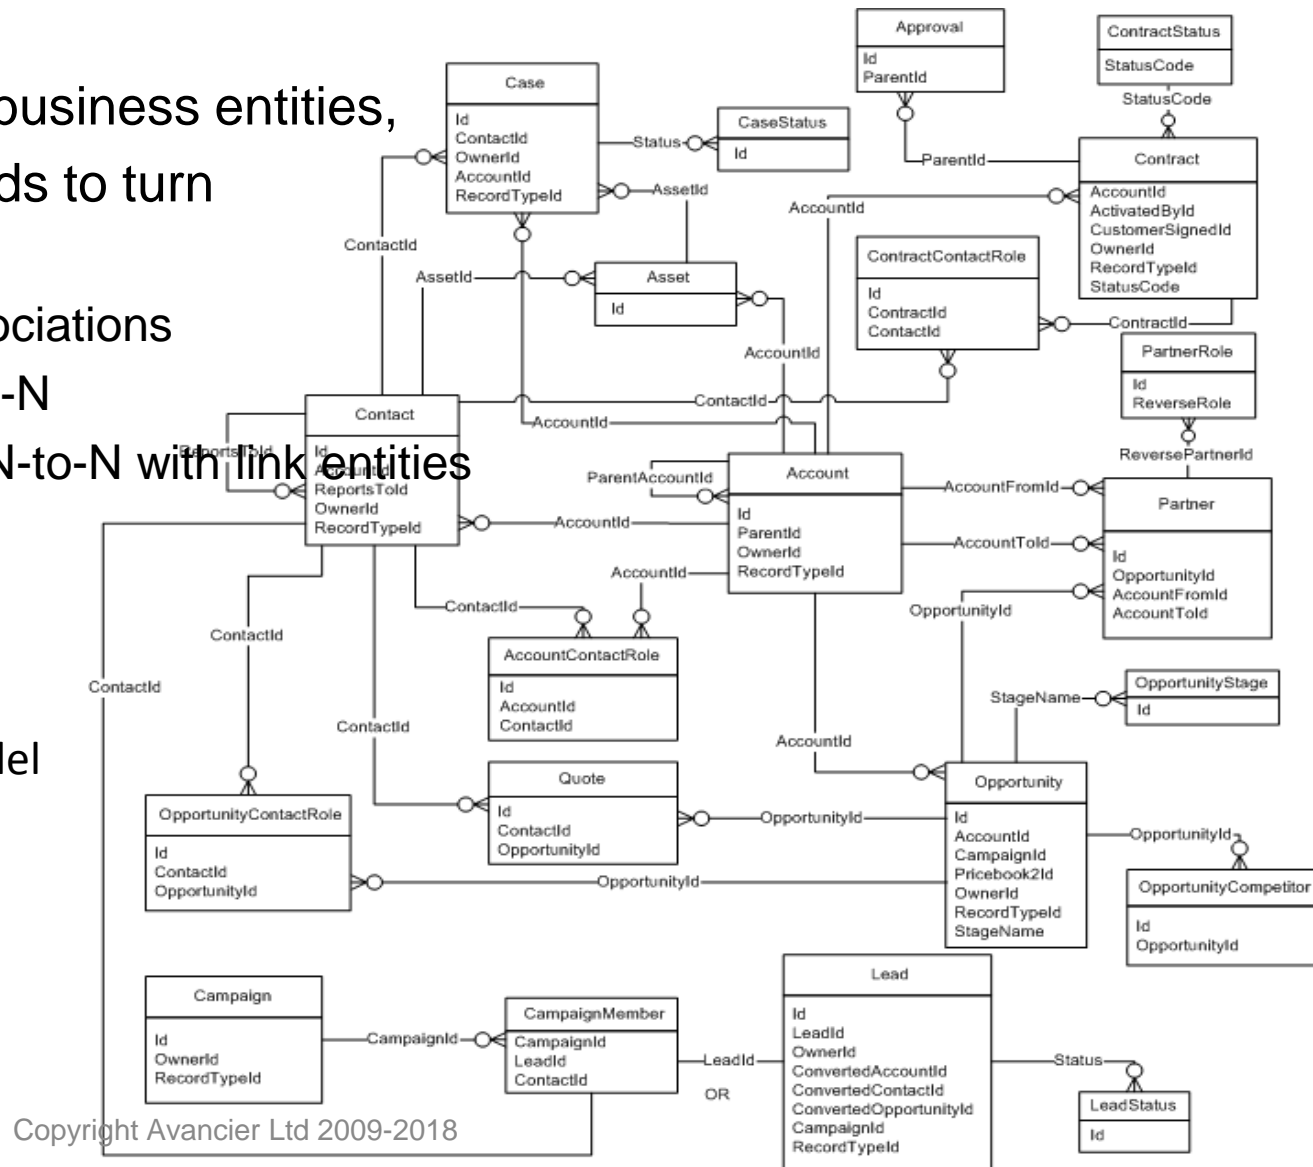 business entities,
ds to turn
ociations
-N
N-to-N with link entities
del
Approval
Id
ParentId
ContractStatus
StatusCode
StatusCode
Case
Id
ContactId
OwnerId
AccountId
RecordTypeId
Status
CaseStatus
Id
ParentId
Contract
AccountId
ActivatedById
CustomerSignedId
OwnerId
RecordTypeId
StatusCode
AssetId
AccountId
ContactId
AssetId
Asset
Id
ContractContactRole
Id
ContractId
ContactId
ContractId
AccountId
PartnerRole
Id
ReverseRole
ContactId
AccountId
ReversePartnerId
Contact
Id
AccountId
ReportsToId
OwnerId
RecordTypeId
ReportsToId
ParentAccountId
Account
Id
ParentId
OwnerId
RecordTypeId
AccountFromId
AccountToId
Partner
Id
OpportunityId
AccountFromId
AccountToId
AccountId
AccountId
OpportunityId
ContactId
ContactId
AccountContactRole
Id
AccountId
ContactId
ContactId
ContactId
StageName
OpportunityStage
Id
AccountId
Quote
Id
ContactId
OpportunityId
OpportunityId
Opportunity
Id
AccountId
CampaignId
Pricebook2Id
OwnerId
RecordTypeId
StageName
OpportunityContactRole
Id
ContactId
OpportunityId
OpportunityId
OpportunityId
OpportunityCompetitor
Id
OpportunityId
Campaign
Id
OwnerId
RecordTypeId
CampaignId
CampaignMember
CampaignId
LeadId
ContactId
LeadId
OR
Lead
Id
LeadId
OwnerId
ConvertedAccountId
ConvertedContactId
ConvertedOpportunityId
CampaignId
RecordTypeId
Status
LeadStatus
Id
Copyright Avancier Ltd 2009-2018